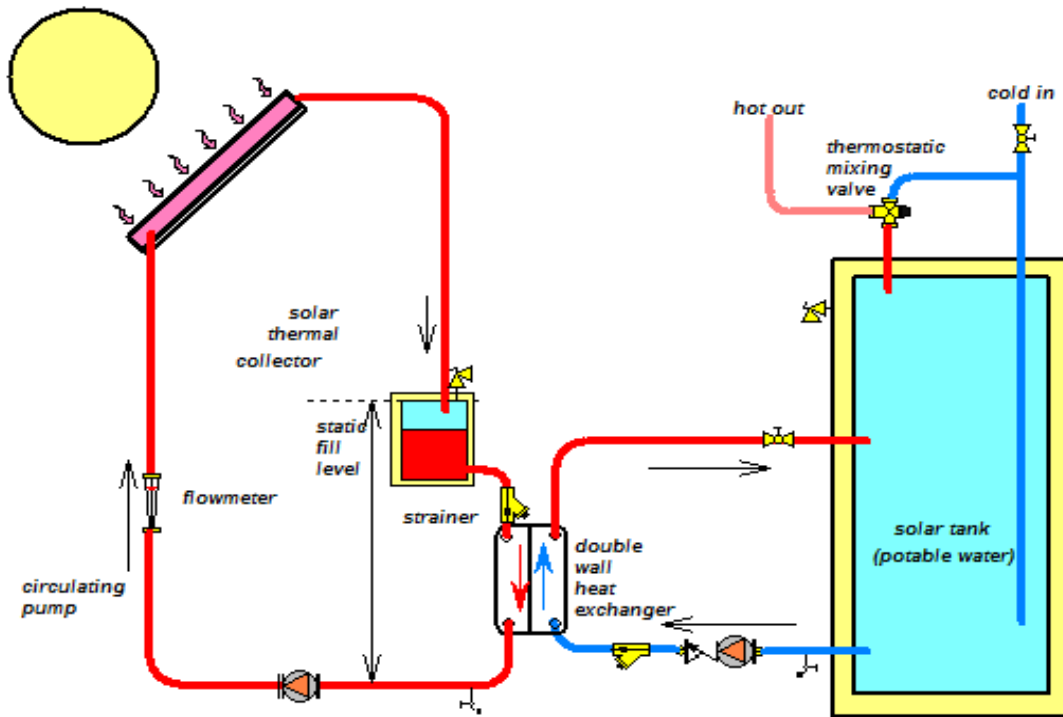 hot out
cold in
thermostatic
mixing
valve
solar
thermal
collector
static
fill
level
flowmeter
strainer
double
wall
heat
exchanger
circulating
pump
solar tank
(potable water)